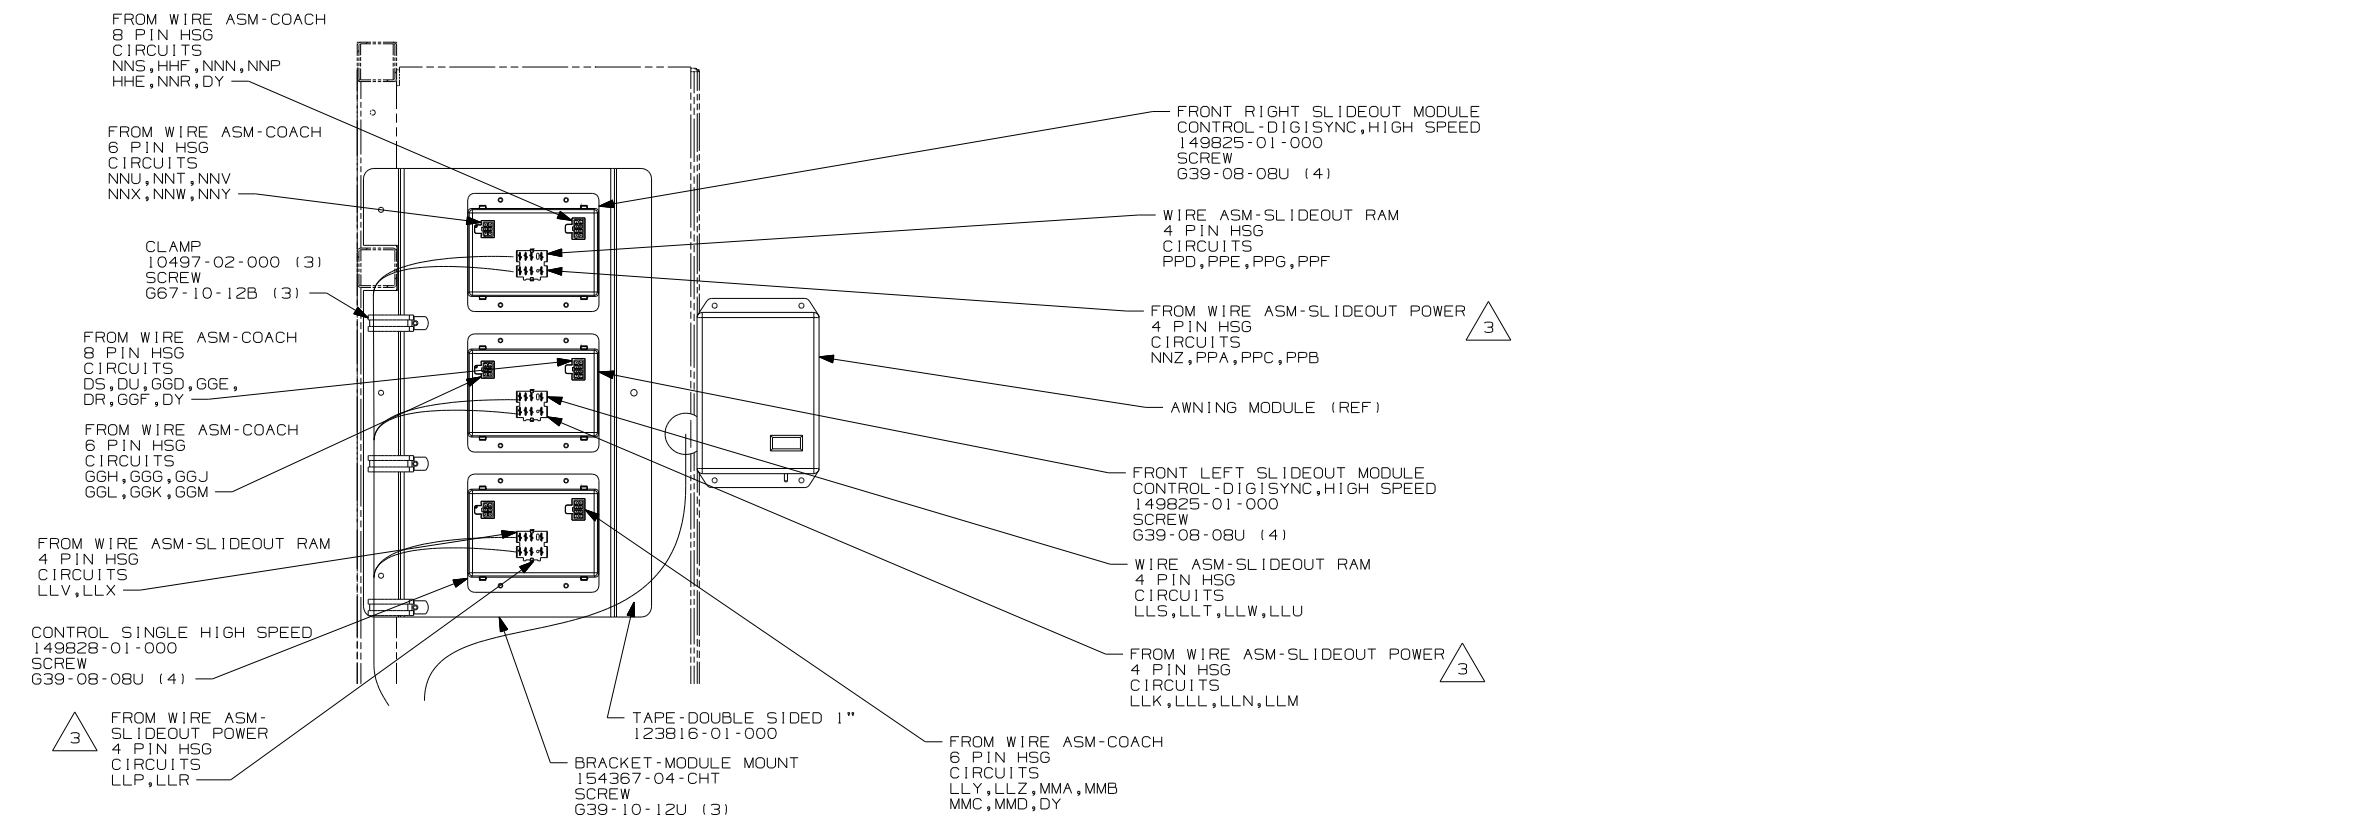 FROM WIRE ASM-COACH
8 PIN HSG
CIRCUITS
NNS,HHF,NNN,NNP
HHE,NNR,DY
FROM WIRE ASM-COACH
6 PIN HSG
CIRCUITS
NNU,NNT,NNV
NNX,NNW,NNY
CLAMP
10497-02-000 (3)
SCREW
G67-10-12B (3)
FROM WIRE ASM-COACH
8 PIN HSG
CIRCUITS
DS,DU,GGD,GGE,
DR,GGF,DY
FROM WIRE ASM-COACH
6 PIN HSG
CIRCUITS
GGH,GGG,GGJ
GGL,GGK,GGM
FROM WIRE ASM-SLIDEOUT RAM
4 PIN HSG
CIRCUITS
LLV,LLX
CONTROL SINGLE HIGH SPEED
149828-01-000
SCREW
G39-08-08U (4)
3
FROM WIRE ASM-
SLIDEOUT POWER
4 PIN HSG
CIRCUITS
LLP,LLR
FRONT RIGHT SLIDEOUT MODULE
CONTROL-DIGISYNC,HIGH SPEED
149825-01-000
SCREW
G39-08-08U (4)
WIRE ASM-SLIDEOUT RAM
4 PIN HSG
CIRCUITS
PPD,PPE,PPG,PPF
FROM WIRE ASM-SLIDEOUT POWER
3
4 PIN HSG
CIRCUITS
NNZ,PPA,PPC,PPB
AWNING MODULE (REF)
FRONT LEFT SLIDEOUT MODULE
CONTROL-DIGISYNC,HIGH SPEED
149825-01-000
SCREW
G39-08-08U (4)
WIRE ASM-SLIDEOUT RAM
4 PIN HSG
CIRCUITS
LLS,LLT,LLW,LLU
FROM WIRE ASM-SLIDEOUT POWER
3
4 PIN HSG
CIRCUITS
LLK,LLL,LLN,LLM
TAPE-DOUBLE SIDED 1"
123816-01-000
BRACKET-MODULE MOUNT
154367-04-CHT
SCREW
G39-10-12U (3)
FROM WIRE ASM-COACH
6 PIN HSG
CIRCUITS
LLY,LLZ,MMA,MMB
MMC,MMD,DY